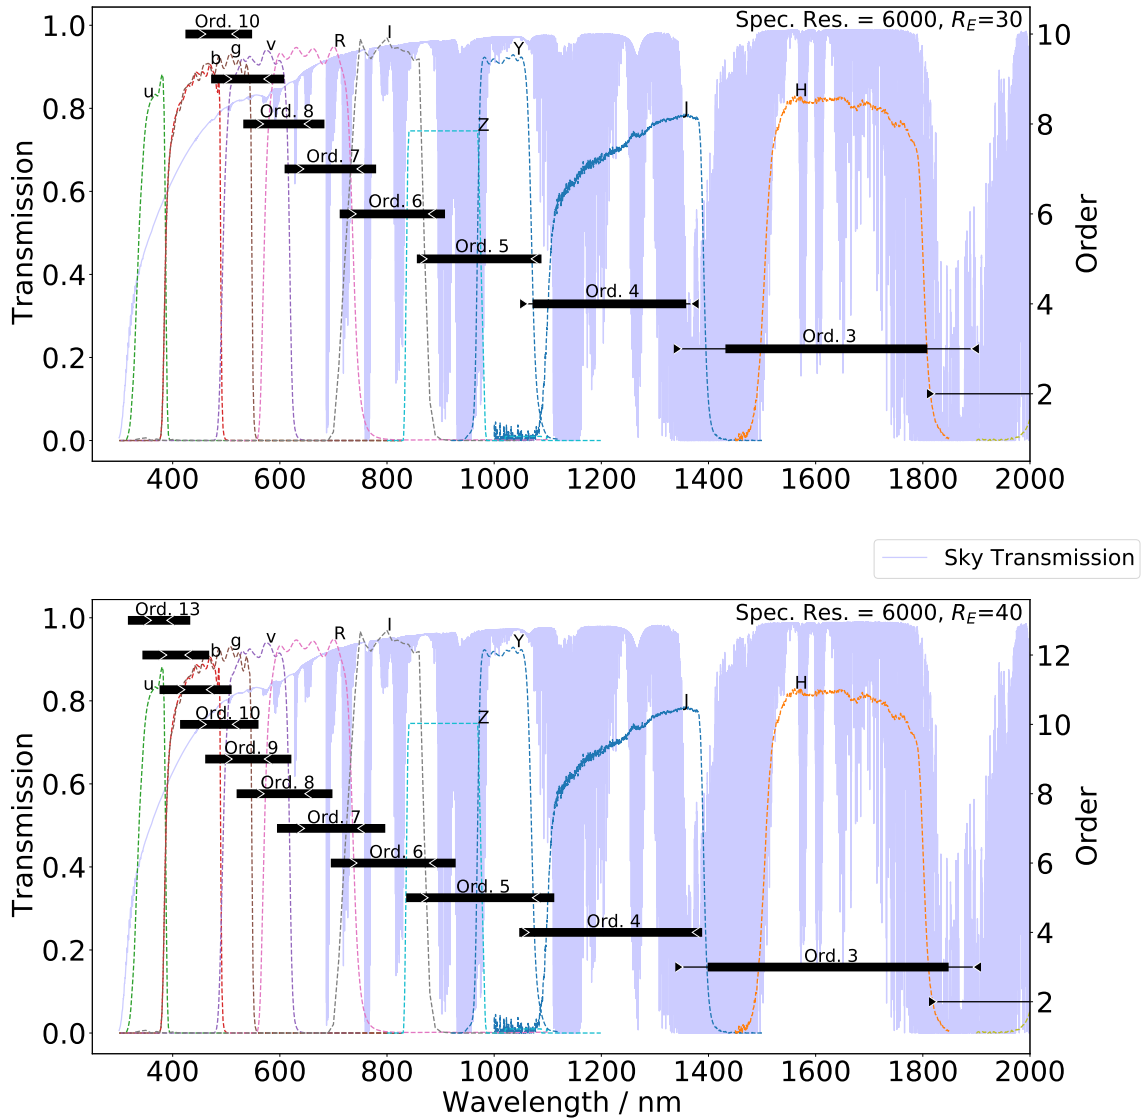 Spec. Res. = 6000, R_E=30
Ord. 10
u
b
g
v
R
I
Y
Z
J
H
Ord. 8
Ord. 7
Ord. 6
Ord. 5
Ord. 4
Ord. 3
Transmission
1.0
0.8
0.6
0.4
0.2
0.0
Order
10
8
6
4
2
400 600 800 1000 1200 1400 1600 1800 2000
Sky Transmission
Spec. Res. = 6000, R_E=40
Ord. 13
u
b
g
v
R
I
Y
Z
J
H
Ord. 10
Ord. 9
Ord. 8
Ord. 7
Ord. 6
Ord. 5
Ord. 4
Ord. 3
Transmission
1.0
0.8
0.6
0.4
0.2
0.0
Order
12
10
8
6
4
2
400 600 800 1000 1200 1400 1600 1800 2000
Wavelength / nm